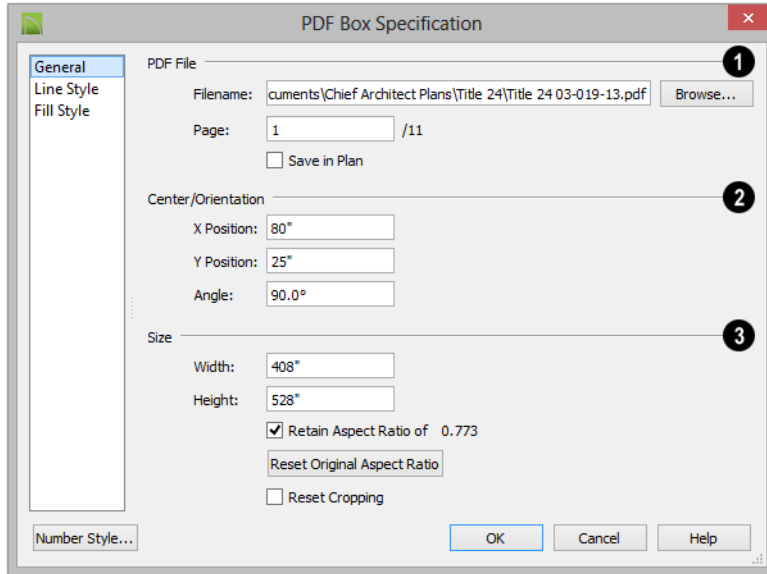 PDF Box Specification
General
Line Style
Fill Style
PDF File
1
Filename: cuments\Chief Architect Plans\Title 24\Title 24 03-019-13.pdf Browse...
Page: 1 /11
Save in Plan
Center/Orientation
2
X Position: 80"
Y Position: 25"
Angle: 90.0°
Size
3
Width: 408"
Height: 528"
Retain Aspect Ratio of 0.773
Reset Original Aspect Ratio
Reset Cropping
Number Style... OK Cancel Help